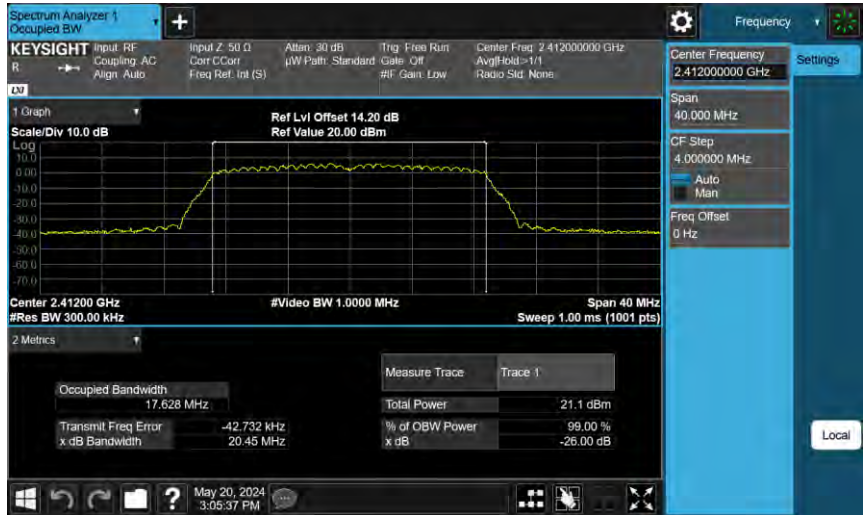 Spectrum Analyzer 1
Occupied BW
+
Frequency
KEYSIGHT
R
LXI
Input: RF
Coupling: AC
Align: Auto
Input Z: 50 Ω
Corr CCorr
Freq Ref: Int (S)
Atten: 30 dB
µW Path: Standard
Trig: Free Run
Gate: Off
#IF Gain: Low
Center Freq: 2.412000000 GHz
Avg|Hold:>1/1
Radio Std: None
Center Frequency
2.412000000 GHz
Settings
Span
40.000 MHz
CF Step
4.000000 MHz
Auto
Man
Freq Offset
0 Hz
Local
1 Graph
Scale/Div 10.0 dB
Ref Lvl Offset 14.20 dB
Ref Value 20.00 dBm
Log
10.0
0.00
-10.0
-20.0
-30.0
-40.0
-50.0
-60.0
-70.0
Center 2.41200 GHz
#Video BW 1.0000 MHz
Span 40 MHz
#Res BW 300.00 kHz
Sweep 1.00 ms (1001 pts)
2 Metrics
Measure Trace Trace 1
Occupied Bandwidth
17.628 MHz
Total Power 21.1 dBm
Transmit Freq Error -42.732 kHz
% of OBW Power 99.00 %
x dB Bandwidth 20.45 MHz
x dB -26.00 dB
?
May 20, 2024
3:05:37 PM